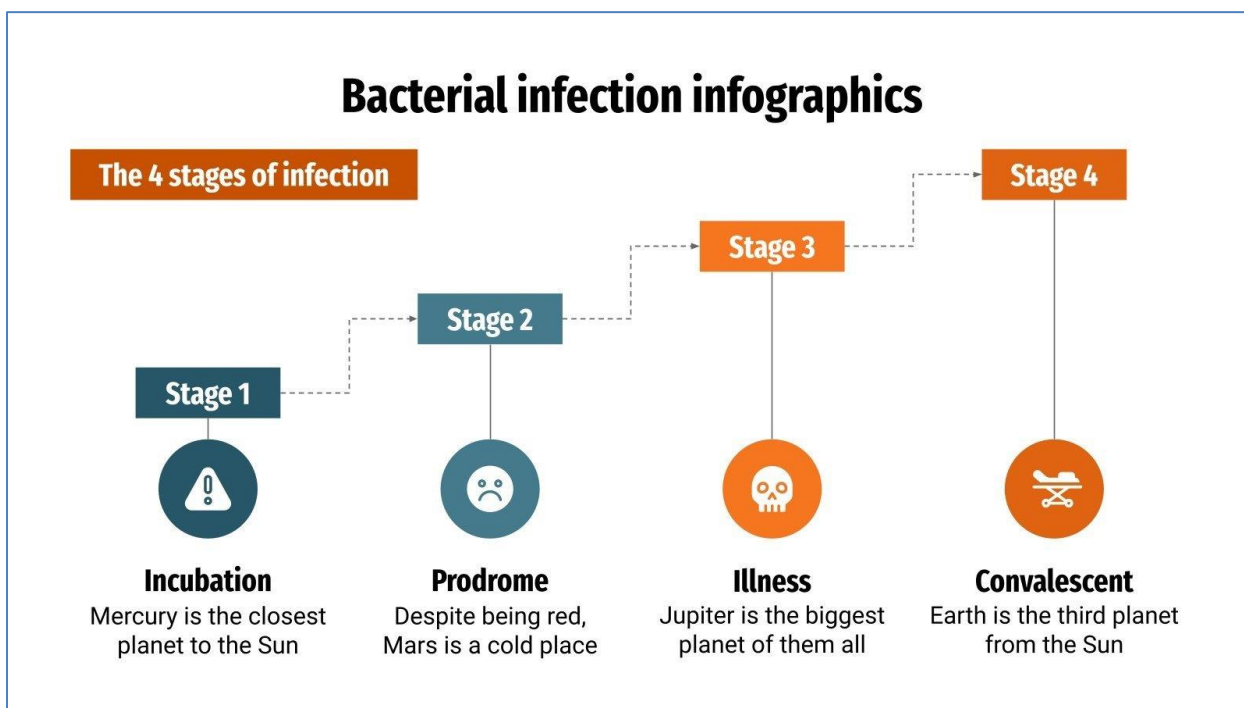 Bacterial infection infographics
The 4 stages of infection
Stage 4
Stage 3
Stage 2
Stage 1
Incubation
Mercury is the closest
planet to the Sun
Prodrome
Despite being red,
Mars is a cold place
Illness
Jupiter is the biggest
planet of them all
Convalescent
Earth is the third planet
from the Sun